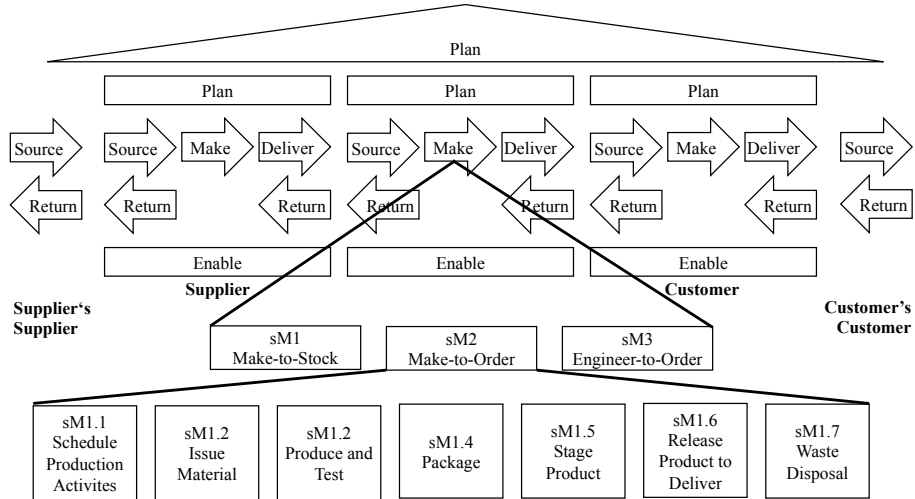 Plan
Plan
Plan
Plan
Source
Source
Make
Deliver
Source
Make
Deliver
Source
Make
Deliver
Source
Return
Return
Return
Return
Return
Return
Return
Return
Enable
Enable
Enable
Supplier
Customer
Supplier‘s
Supplier
Customer’s
Customer
sM1
Make-to-Stock
sM2
Make-to-Order
sM3
Engineer-to-Order
sM1.1
Schedule
Production
Activites
sM1.2
Issue
Material
sM1.2
Produce and
Test
sM1.4
Package
sM1.5
Stage
Product
sM1.6
Release
Product to
Deliver
sM1.7
Waste
Disposal